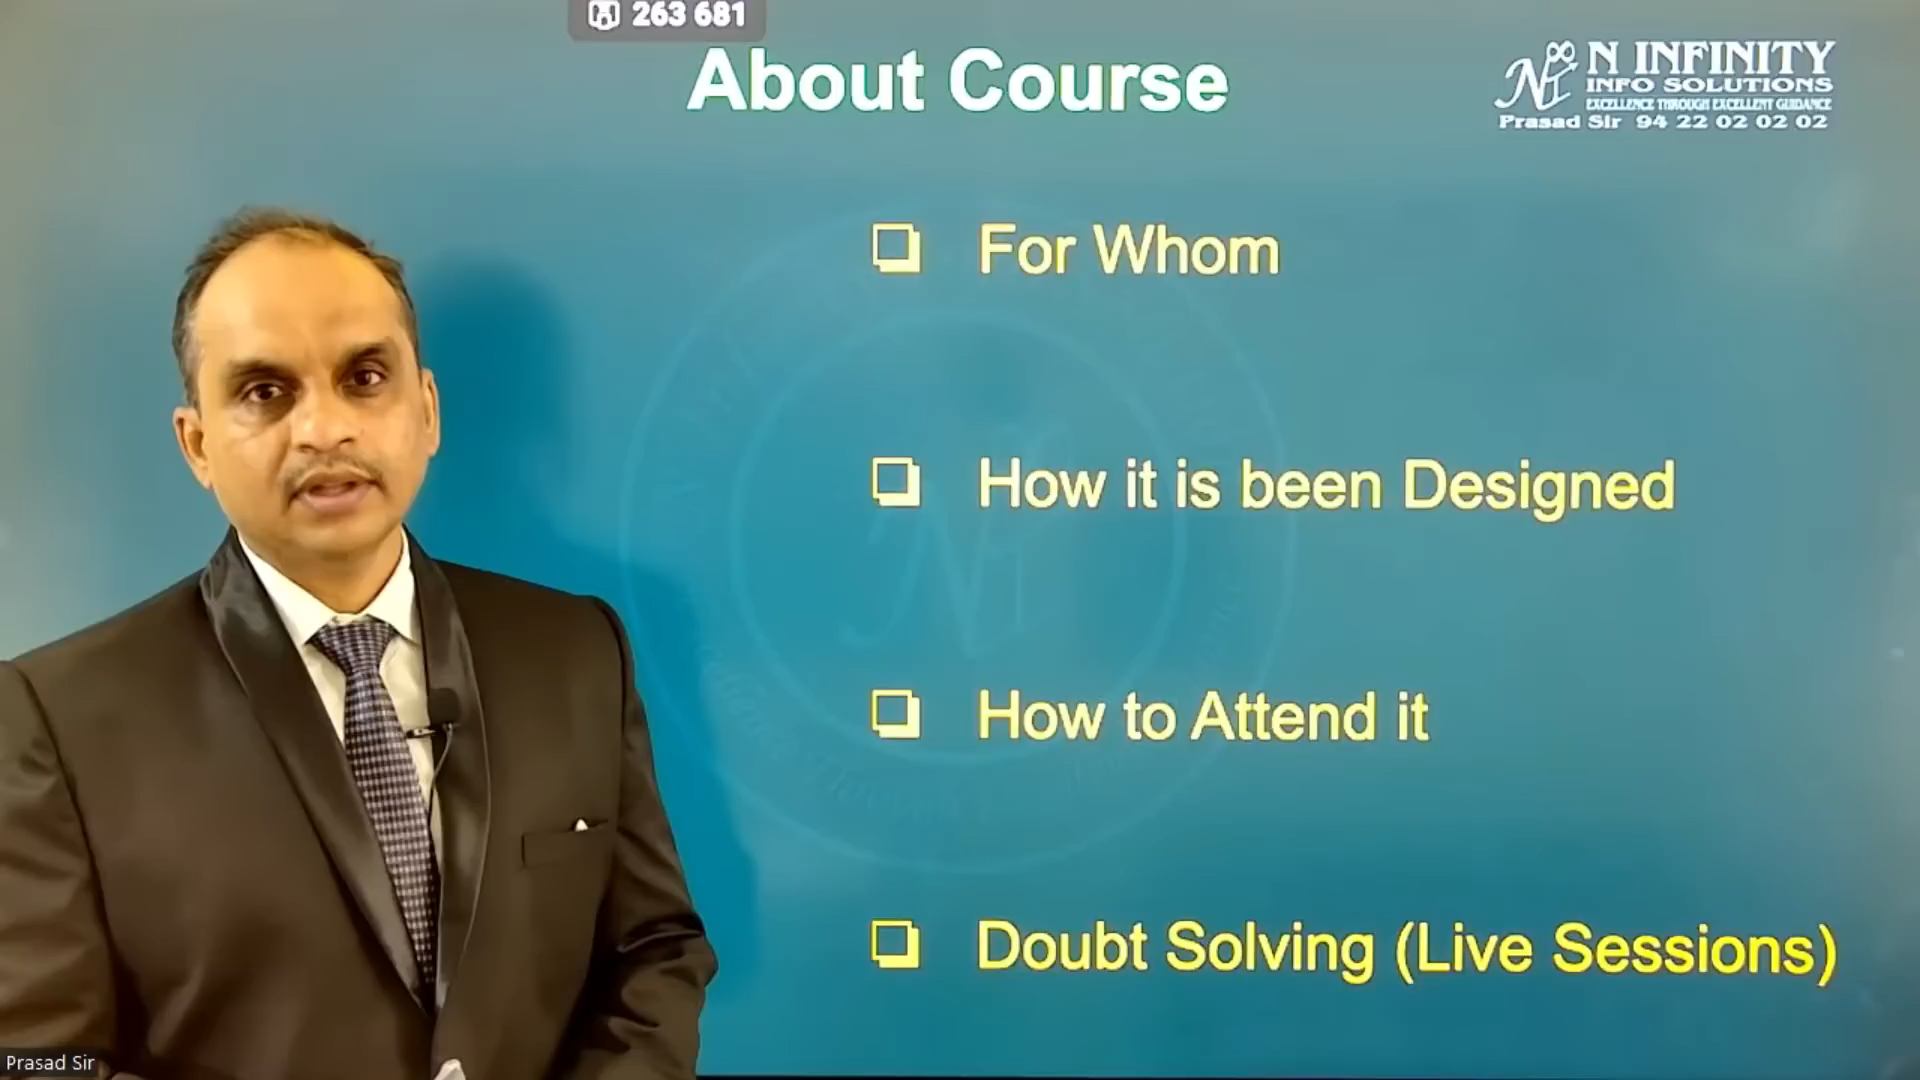 263 681
About Course
N INFINITY
INFO SOLUTIONS
EXCELLENCE THROUGH EXCELLENT GUIDANCE
Prasad Sir 94 22 02 02 02
❑ For Whom
❑ How it is been Designed
❑ How to Attend it
❑ Doubt Solving (Live Sessions)
Prasad Sir